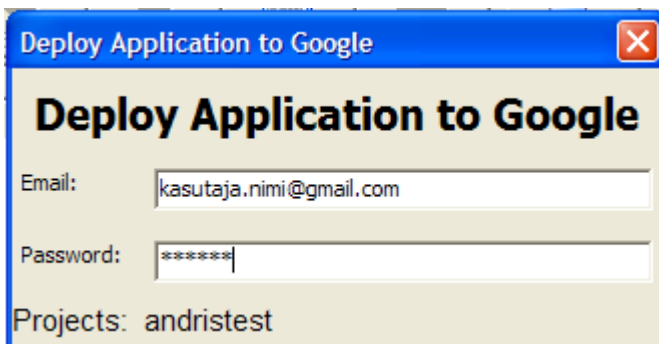 Deploy Application to Google
Deploy Application to Google
Email: kasutaja.nimi@gmail.com
Password: ******
Projects: andristest